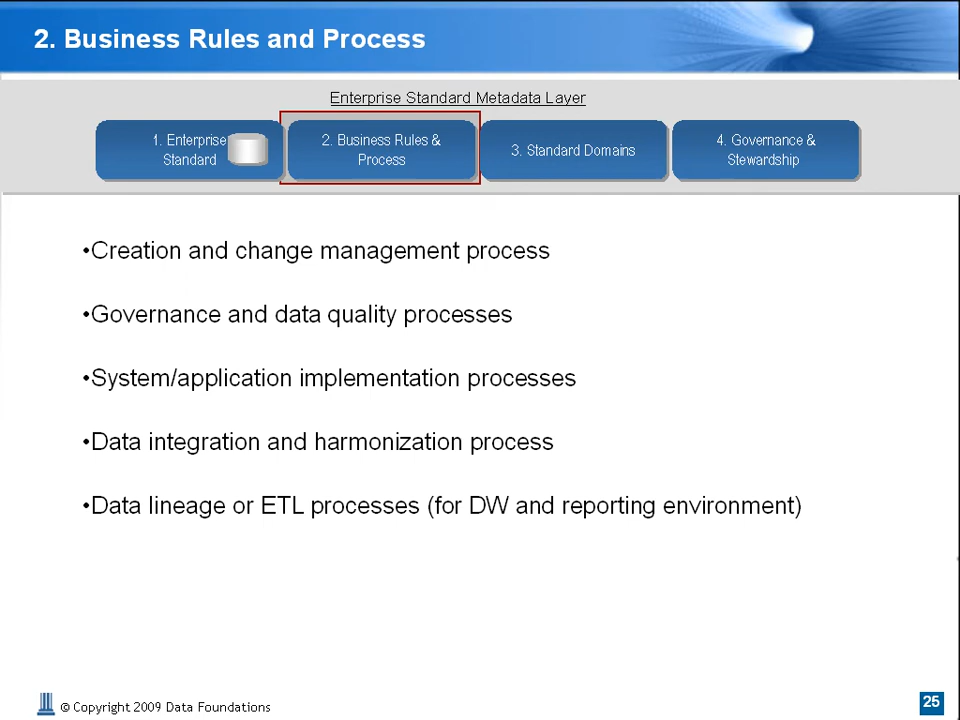 2. Business Rules and Process
Enterprise Standard Metadata Layer
1. Enterprise
Standard
2. Business Rules &
Process
3. Standard Domains
4. Governance &
Stewardship
•Creation and change management process
•Governance and data quality processes
•System/application implementation processes
•Data integration and harmonization process
•Data lineage or ETL processes (for DW and reporting environment)
© Copyright 2009 Data Foundations
25